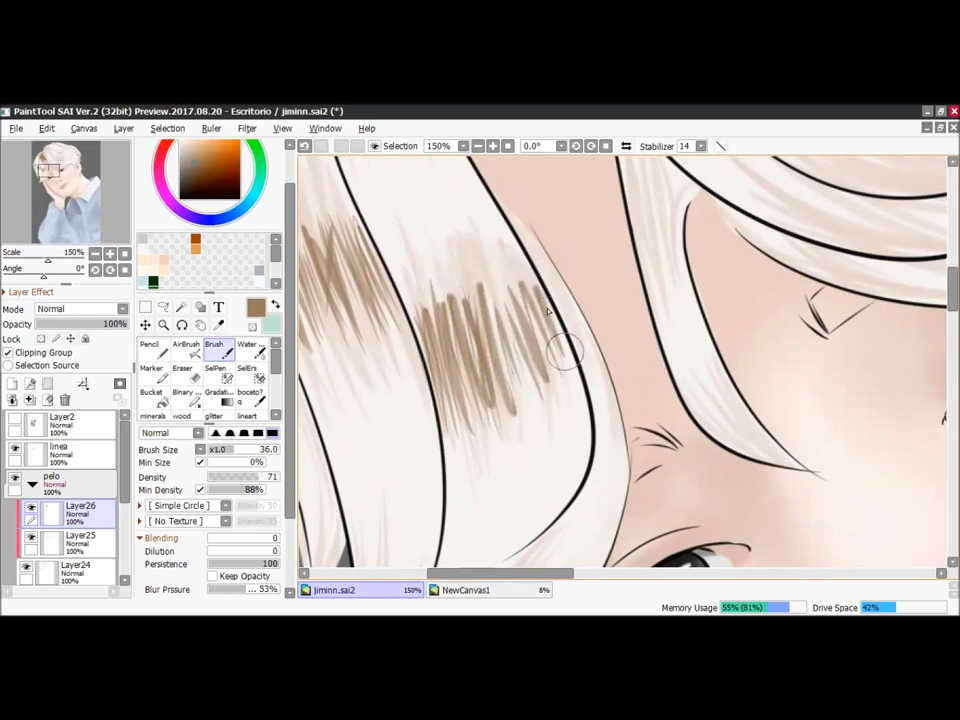 PaintTool SAI Ver.2 (32bit) Preview.2017.08.20 - Escritorio / jiminn.sai2 (*)
File Edit Canvas Layer Filter Selection Ruler View Window Help
Selection 150% 0.0° Stabilizer 14
Scale 150%
Angle 0°
Layer Effect
Mode Normal
Opacity 100%
Lock
Clipping Group
Selection Source
Layer2
Normal
100%
linea
Normal
100%
pelo
Normal
100%
Layer26
Normal
100%
Layer25
Normal
100%
Layer24
Normal
100%
T
Pencil AirBrush Brush Water ...
Marker Eraser SelPen SelErs
Bucket Binary ... Gradati... bocsto?
q
minerals wood glitter lineart
Normal
Brush Size x1.0 36.0
Min Size 0%
Density 71
Min Density 88%
[ Simple Circle ]
[ No Texture ]
Blending 0
Dilution 0
Persistence 100
Keep Opacity
Blur Prssure ... 53%
jiminn.sai2 150% NewCanvas1 8%
Memory Usage 55% (81%) Drive Space 42%